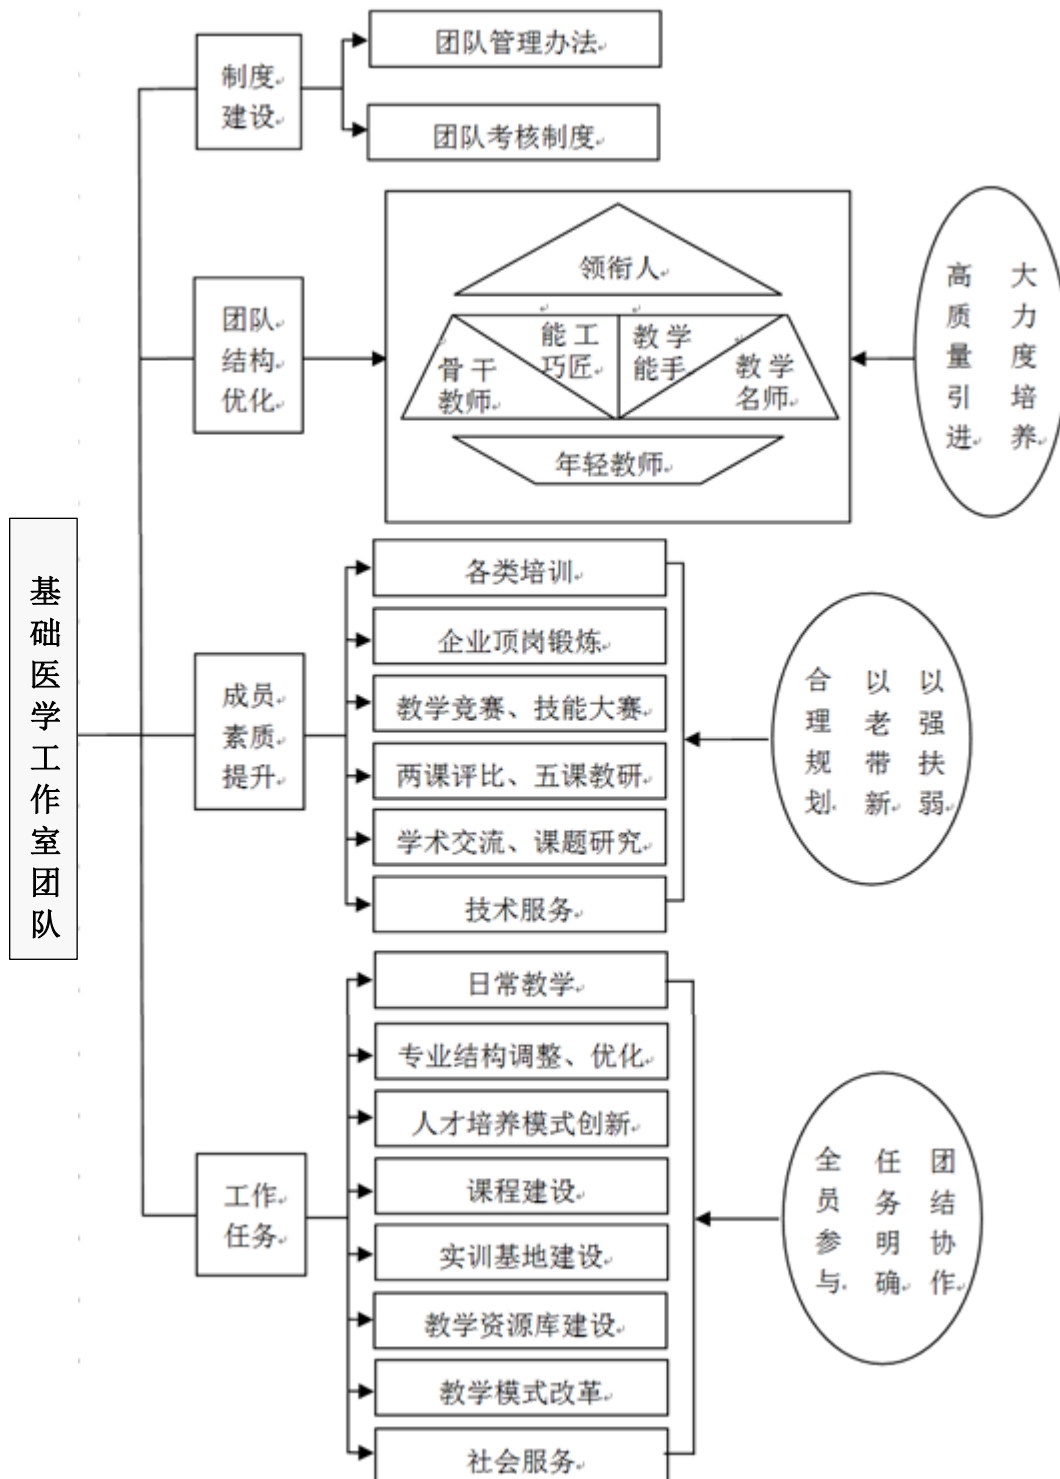 基础医学工作室团队
制度
建设
团队管理办法
团队考核制度
团队
结构
优化
领衔人
骨干
教师
能工
巧匠
教学
能手
教学
名师
年轻教师
高质量引进
大力度培养
成员
素质
提升
各类培训
企业顶岗锻炼
教学竞赛、技能大赛
两课评比、五课教研
学术交流、课题研究
技术服务
合理规划
以老带新
以强扶弱
工作
任务
日常教学
专业结构调整、优化
人才培养模式创新
课程建设
实训基地建设
教学资源库建设
教学模式改革
社会服务
全员参与
任务明确
团结协作